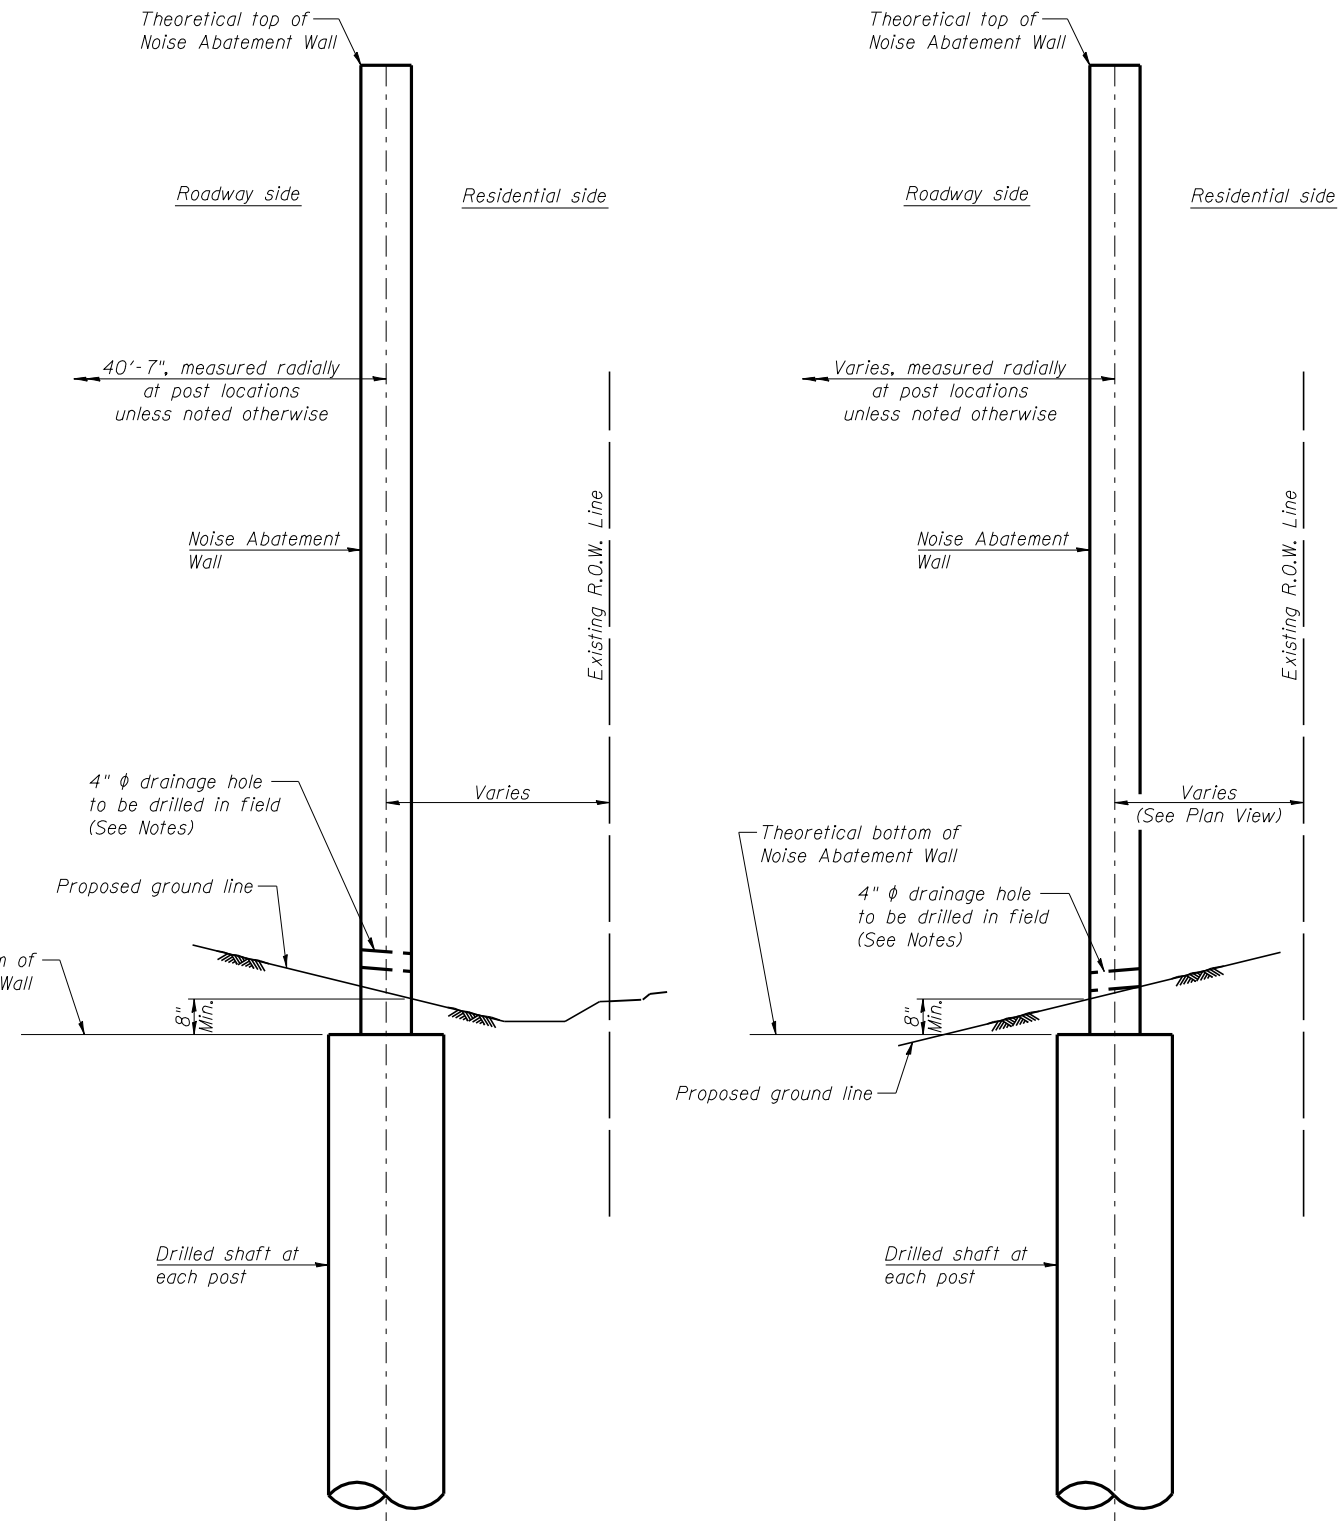 Theoretical top of
Noise Abatement Wall
Roadway side
Residential side
40'-7", measured radially
at post locations
unless noted otherwise
Noise Abatement
Wall
Existing R.O.W. Line
4" ϕ drainage hole
to be drilled in field
(See Notes)
Varies
Proposed ground line
of
Wall
8"
Min.
Drilled shaft at
each post
Theoretical top of
Noise Abatement Wall
Roadway side
Residential side
Varies, measured radially
at post locations
unless noted otherwise
Noise Abatement
Wall
Existing R.O.W. Line
Varies
(See Plan View)
Theoretical bottom of
Noise Abatement Wall
4" ϕ drainage hole
to be drilled in field
(See Notes)
8"
Min.
Proposed ground line
Drilled shaft at
each post